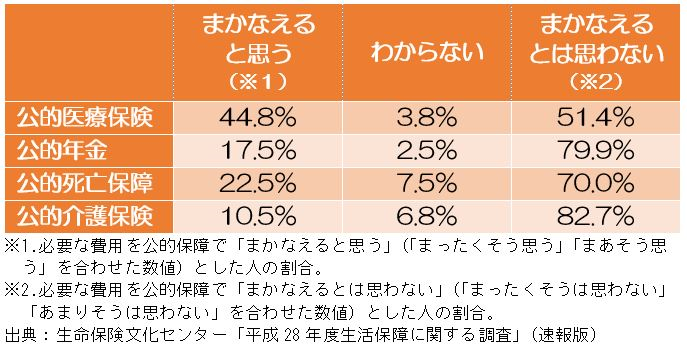 まかなえる
と思う
（※１）
わからない
まかなえる
とは思わない
（※2）
公的医療保険 44.8% 3.8% 51.4%
公的年金 17.5% 2.5% 79.9%
公的死亡保障 22.5% 7.5% 70.0%
公的介護保険 10.5% 6.8% 82.7%
※1．必要な費用を公的保障で「まかなえると思う」（「まったくそう思う」「まあそう思
う」を合わせた数値）とした人の割合。
※2．必要な費用を公的保障で「まかなえるとは思わない」（「まったくそうは思わない」
「あまりそうは思わない」を合わせた数値）とした人の割合。
出典：生命保険文化センター「平成 28 年度生活保障に関する調査」（速報版）